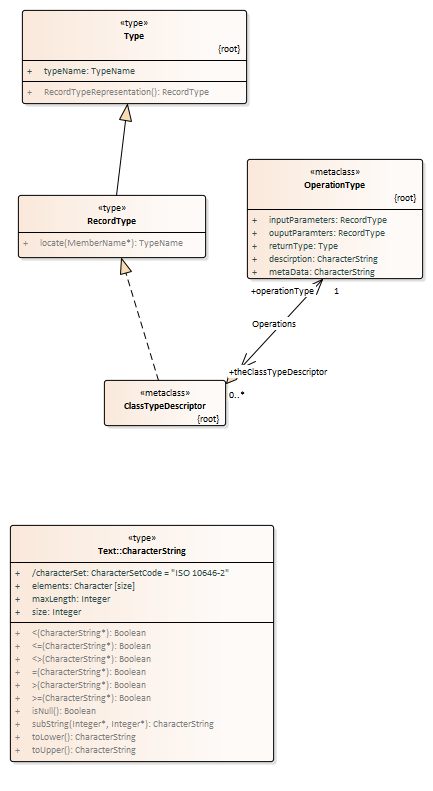 «type»
Type
{root}
+ typeName: TypeName
+ RecordTypeRepresentation(): RecordType
«type»
RecordType
+ locate(MemberName*): TypeName
«metaclass»
OperationType
{root}
+ inputParameters: RecordType
+ ouputParamters: RecordType
+ returnType: Type
+ descirption: CharacterString
+ metaData: CharacterString
+operationType 1
Operations
+theClassTypeDescriptor
0..*
«metaclass»
ClassTypeDescriptor
{root}
«type»
Text::CharacterString
+ /characterSet: CharacterSetCode = "ISO 10646-2"
+ elements: Character [size]
+ maxLength: Integer
+ size: Integer
+ <(CharacterString*): Boolean
+ <=(CharacterString*): Boolean
+ <>(CharacterString*): Boolean
+ =(CharacterString*): Boolean
+ >(CharacterString*): Boolean
+ >=(CharacterString*): Boolean
+ isNull(): Boolean
+ subString(Integer*, Integer*): CharacterString
+ toLower(): CharacterString
+ toUpper(): CharacterString